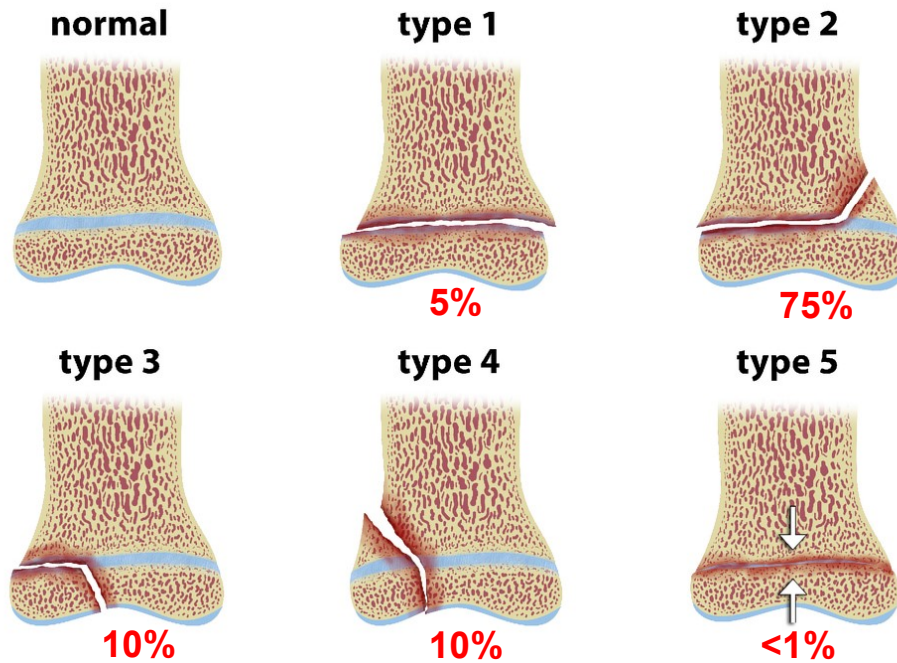 normal
type 1
type 2
5%
75%
type 3
type 4
type 5
10%
10%
<1%